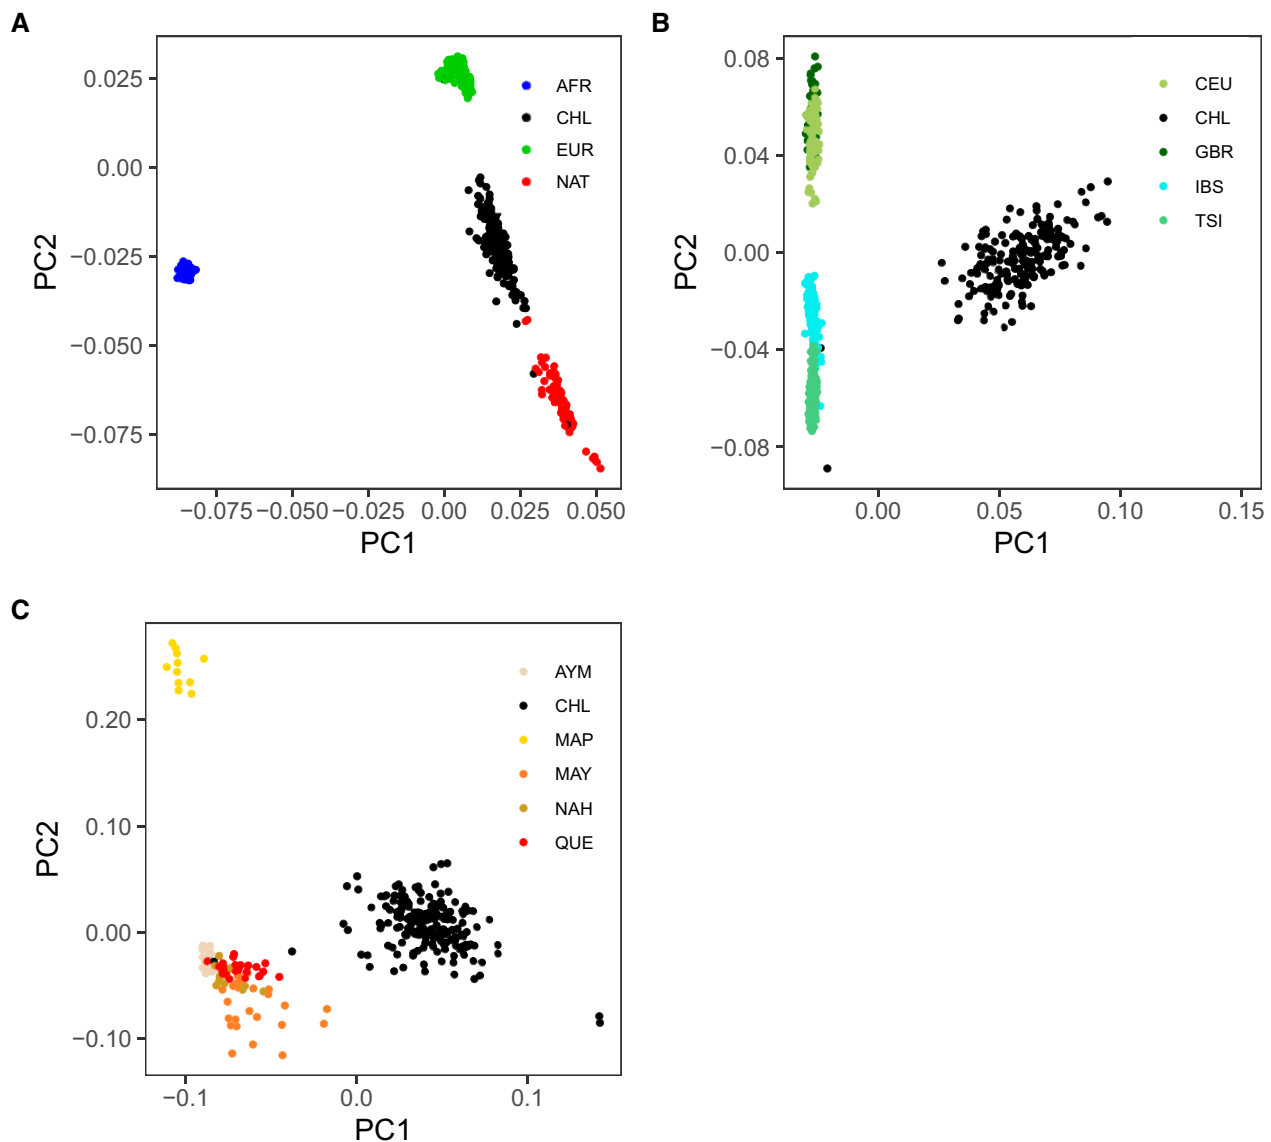 A
PC2
0.025
0.00
−0.025
−0.050
−0.075
AFR
CHL
EUR
NAT
−0.075 −0.050 −0.025 0.00 0.025 0.050
PC1
B
PC2
0.08
0.04
0.00
−0.04
−0.08
CEU
CHL
GBR
IBS
TSI
0.00 0.05 0.10 0.15
PC1
C
PC2
0.20
0.10
0.00
−0.10
AYM
CHL
MAP
MAY
NAH
QUE
−0.1 0.0 0.1
PC1